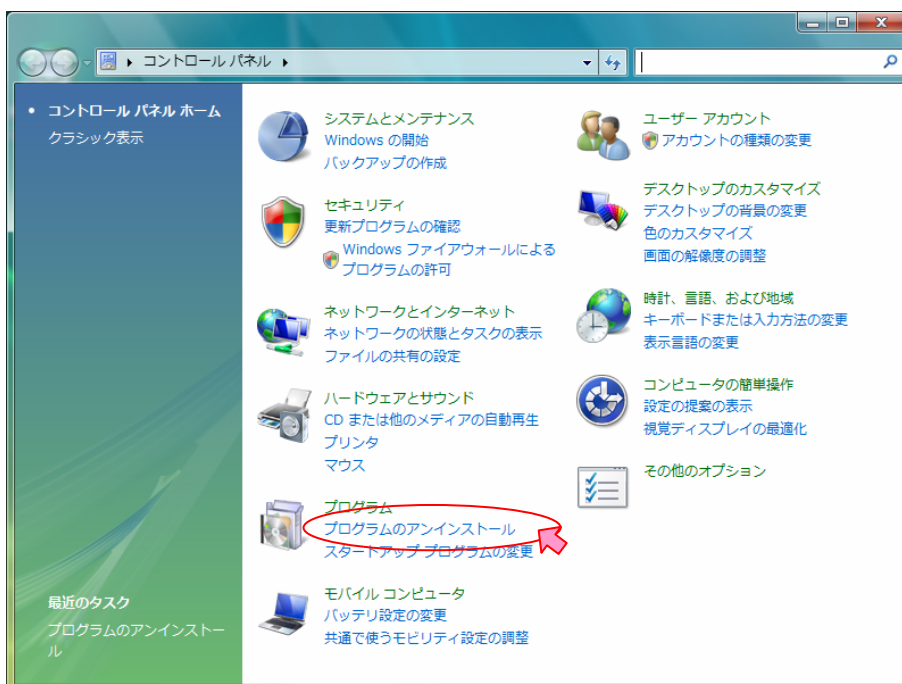 コントロール パネル
コントロール パネル ホーム
クラシック表示
システムとメンテナンス
Windows の開始
バックアップの作成
セキュリティ
更新プログラムの確認
Windows ファイアウォールによる
プログラムの許可
ネットワークとインターネット
ネットワークの状態とタスクの表示
ファイルの共有の設定
ハードウェアとサウンド
CD または他のメディアの自動再生
プリンタ
マウス
プログラム
プログラムのアンインストール
スタートアップ プログラムの変更
モバイル コンピュータ
バッテリ設定の変更
共通で使うモビリティ設定の調整
ユーザー アカウント
アカウントの種類の変更
デスクトップのカスタマイズ
デスクトップの背景の変更
色のカスタマイズ
画面の解像度の調整
時計、言語、および地域
キーボードまたは入力方法の変更
表示言語の変更
コンピュータの簡単操作
設定の提案の表示
視覚ディスプレイの最適化
その他のオプション
最近のタスク
プログラムのアンインストー
ル